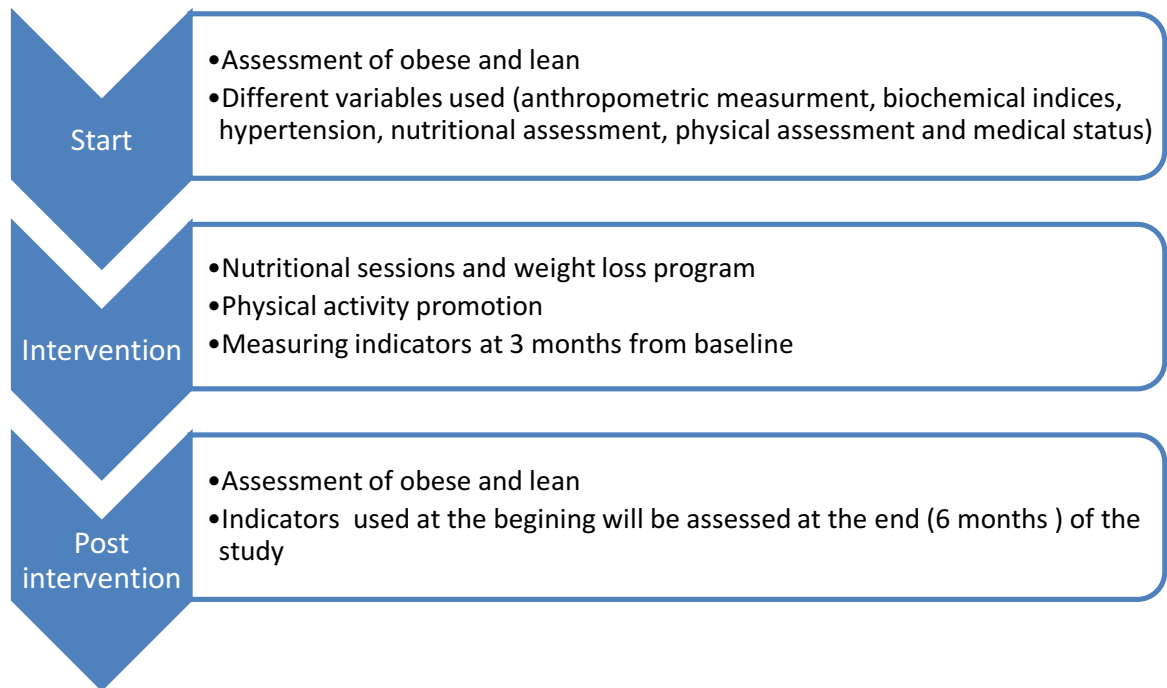 Start
•Assessment of obese and lean
•Different variables used (anthropometric measurment, biochemical indices,
hypertension, nutritional assessment, physical assessment and medical status)
Intervention
•Nutritional sessions and weight loss program
•Physical activity promotion
•Measuring indicators at 3 months from baseline
Post
intervention
•Assessment of obese and lean
•Indicators  used at the begining will be assessed at the end (6 months ) of the
study